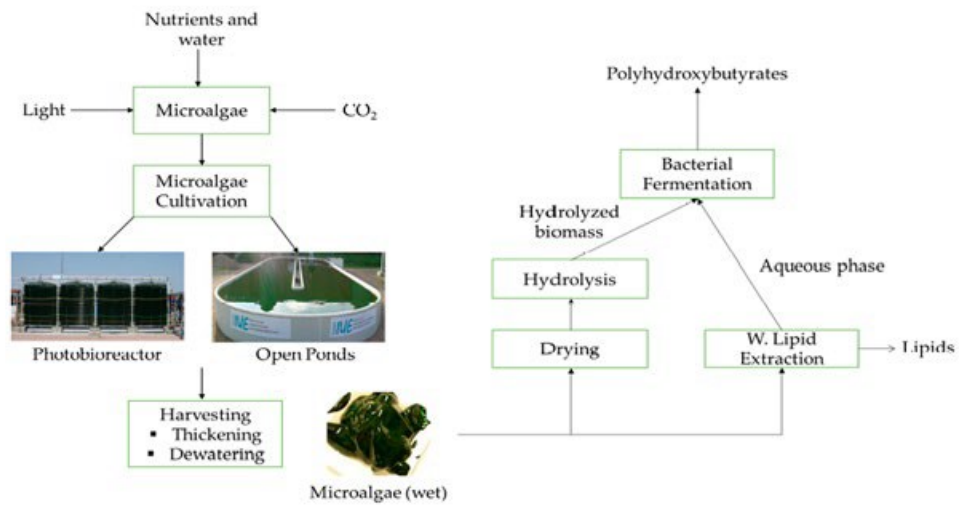 Nutrients and
water
Light
Microalgae
CO₂
Microalgae
Cultivation
Photobioreactor
Open Ponds
Harvesting
▪ Thickening
▪ Dewatering
Microalgae (wet)
Polyhydroxybutyrates
Bacterial
Fermentation
Hydrolyzed
biomass
Aqueous phase
Hydrolysis
Drying
W. Lipid
Extraction
Lipids